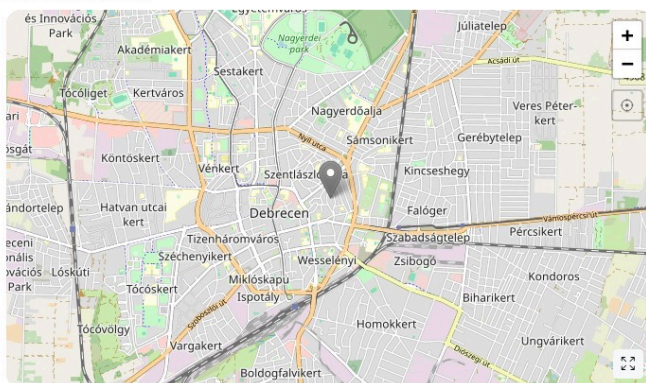 és Innovációs
Park
Egyetemváros
Nagyerdei
park
Júliatelep
+
−
Akadémiakert
Sestakert
Acsádi út
Tócóliget
Kertváros
Nagyerdőalja
Veres Péter-
kert
Nyíl utca
Sámsonikert
Gerébytelep
Köntöskert
Vénkert
Kincseshegy
Hatvan utcai
kert
Debrecen
Falóger
Vámospércsi út
Tizenháromváros
Szabadságtelep
Pércsikert
Széchenyikert
Wesselényi
Zsibogó
Park
Lóskúti
Miklóskapu
Kondoros
Tócóskert
Ispotály
Biharikert
Szoboszlói út
Tócóvölgy
Homokkert
Ungvárikert
Vargakert
Diószegi út
Boldogfalvikert